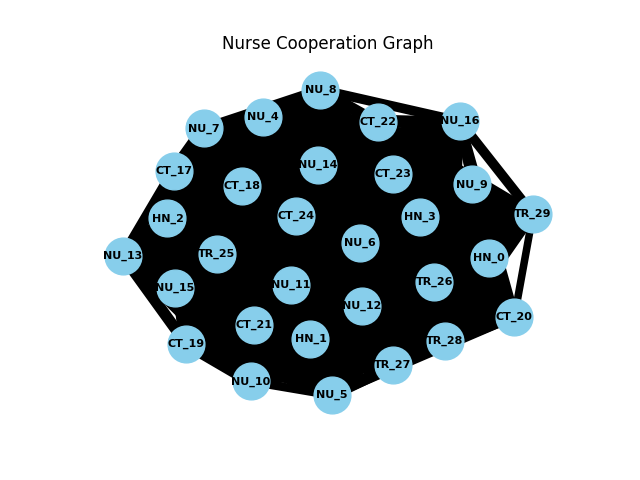 Nurse Cooperation Graph
NU_8
NU_4
NU_16
CT_22
NU_7
NU_14
CT_17
CT_23
NU_9
CT_18
TR_29
CT_24
HN_3
HN_2
NU_6
TR_25
NU_13
HN_0
TR_26
NU_11
NU_15
NU_12
CT_20
CT_21
HN_1
TR_28
CT_19
TR_27
NU_10
NU_5